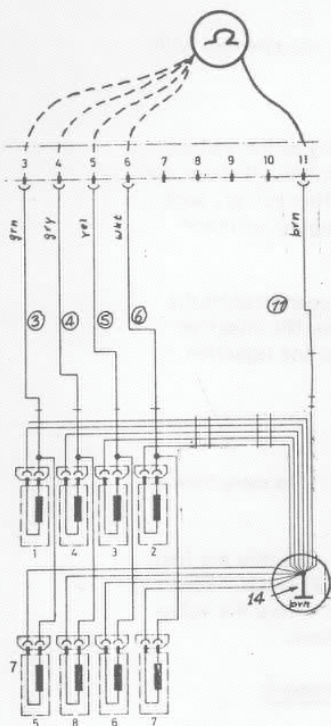 Ω
3 4 5 6 7 8 9 10 11
grn gry yel wht brn
③ ④ ⑤ ⑥ ⑪
1 4 3 2
14
brn
7
5 8 6 7